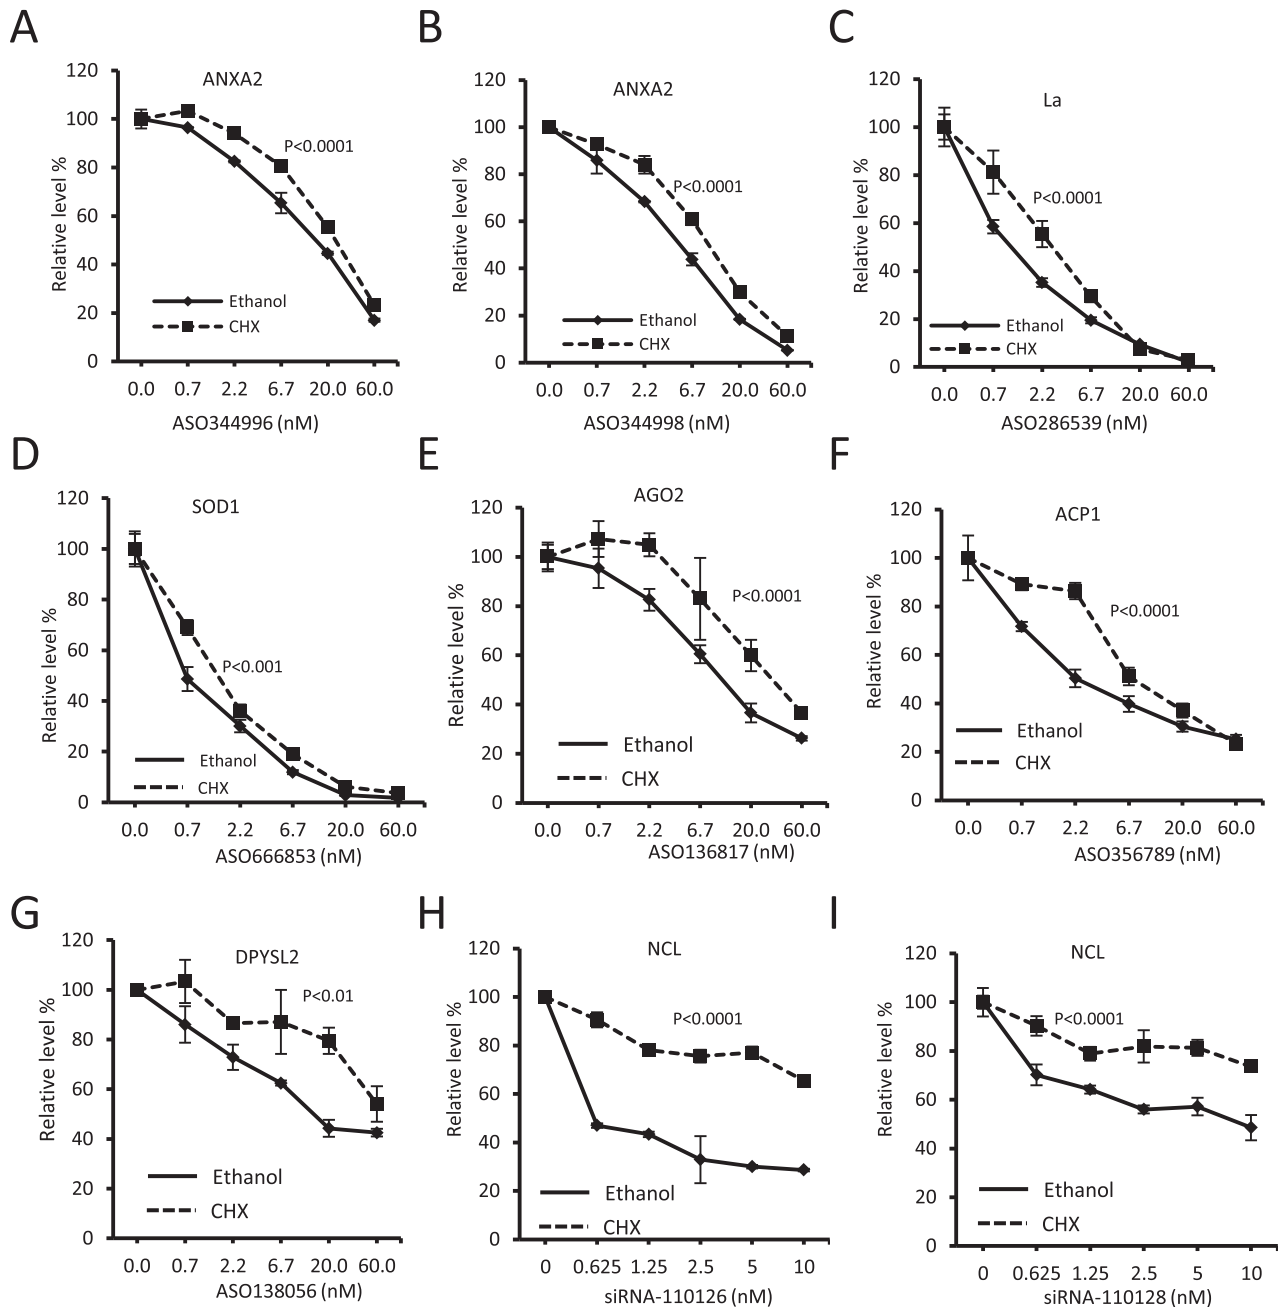 A
ANXA2
120
100
80
60
40
20
0
Relative level %
P<0.0001
Ethanol
CHX
0.0 0.7 2.2 6.7 20.0 60.0
ASO344996 (nM)
B
ANXA2
120
100
80
60
40
20
0
Relative level %
P<0.0001
Ethanol
CHX
0.0 0.7 2.2 6.7 20.0 60.0
ASO344998 (nM)
C
La
120
100
80
60
40
20
0
Relative level %
P<0.0001
Ethanol
CHX
0.0 0.7 2.2 6.7 20.0 60.0
ASO286539 (nM)
D
SOD1
120
100
80
60
40
20
0
Relative level %
P<0.001
Ethanol
CHX
0.0 0.7 2.2 6.7 20.0 60.0
ASO666853 (nM)
E
AGO2
120
100
80
60
40
20
0
Relative level %
P<0.0001
Ethanol
CHX
0.0 0.7 2.2 6.7 20.0 60.0
ASO136817 (nM)
F
ACP1
120
100
80
60
40
20
0
Relative level %
P<0.0001
Ethanol
CHX
0.0 0.7 2.2 6.7 20.0 60.0
ASO356789 (nM)
G
DPYSL2
120
100
80
60
40
20
0
Relative level %
P<0.01
Ethanol
CHX
0.0 0.7 2.2 6.7 20.0 60.0
ASO138056 (nM)
H
NCL
120
100
80
60
40
20
0
Relative level %
P<0.0001
Ethanol
CHX
0 0.625 1.25 2.5 5 10
siRNA-110126 (nM)
I
NCL
120
100
80
60
40
20
0
Relative level %
P<0.0001
Ethanol
CHX
0 0.625 1.25 2.5 5 10
siRNA-110128 (nM)